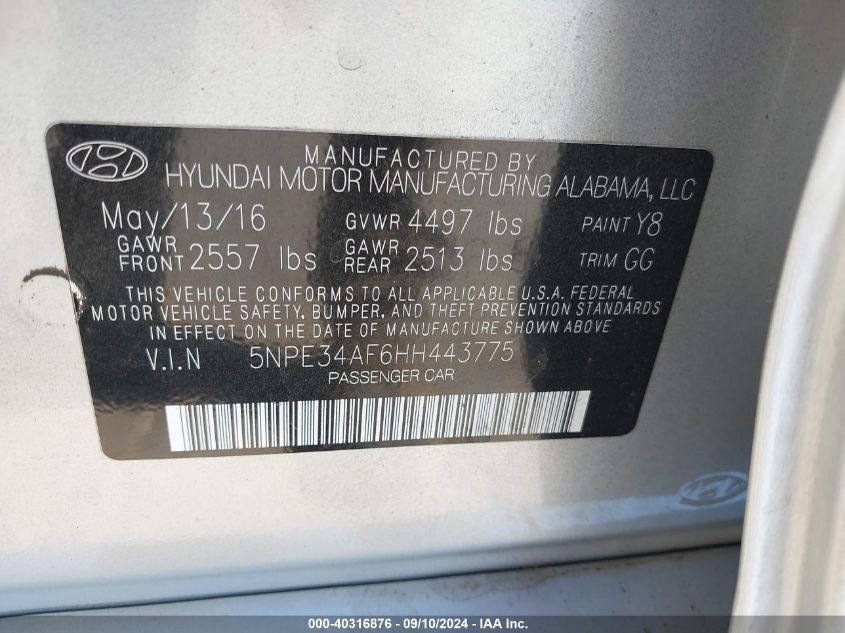 MANUFACTURED BY
HYUNDAI MOTOR MANUFACTURING ALABAMA, LLC
May/13/16 GVWR 4497 lbs PAINT Y8
GAWR FRONT 2557 lbs GAWR REAR 2513 lbs TRIM GG
THIS VEHICLE CONFORMS TO ALL APPLICABLE U.S.A. FEDERAL
MOTOR VEHICLE SAFETY, BUMPER, AND THEFT PREVENTION STANDARDS
IN EFFECT ON THE DATE OF MANUFACTURE SHOWN ABOVE.
V.I.N 5NPE34AF6HH443775
PASSENGER CAR
000-40316876 - 09/10/2024 - IAA Inc.